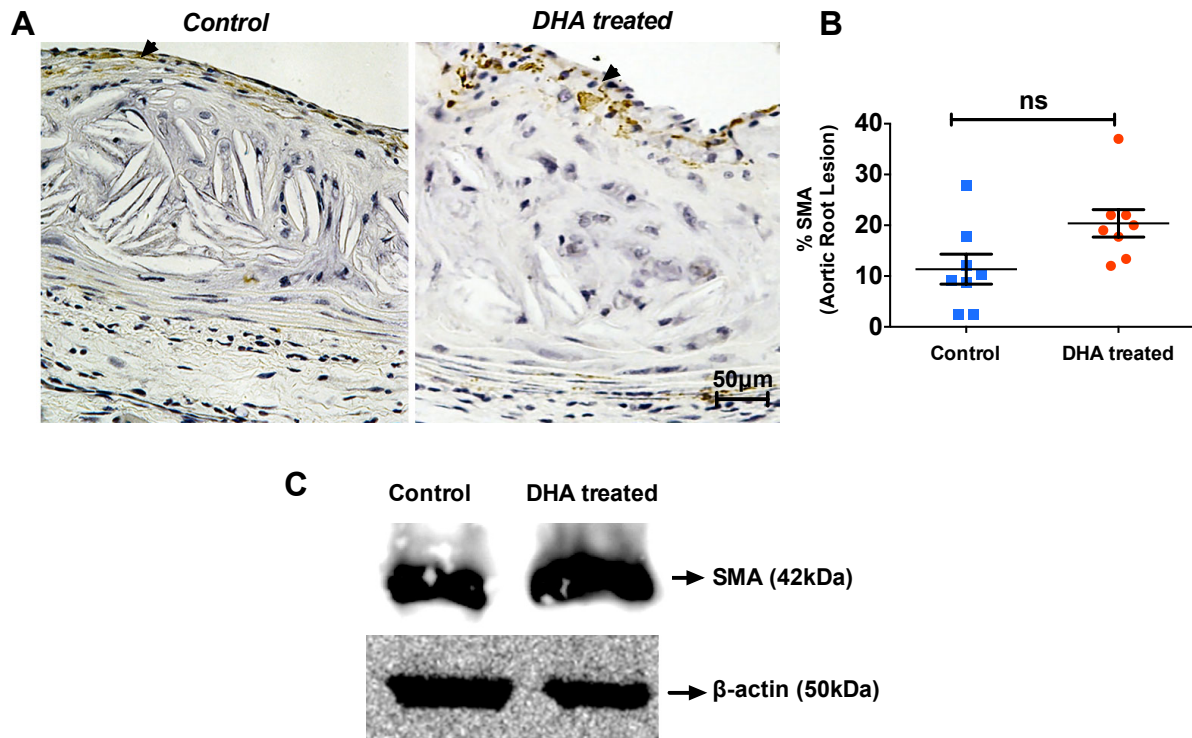 A
Control
DHA treated
50µm
B
ns
% SMA
(Aortic Root Lesion)
40
30
20
10
0
Control
DHA treated
C
Control
DHA treated
SMA (42kDa)
β-actin (50kDa)